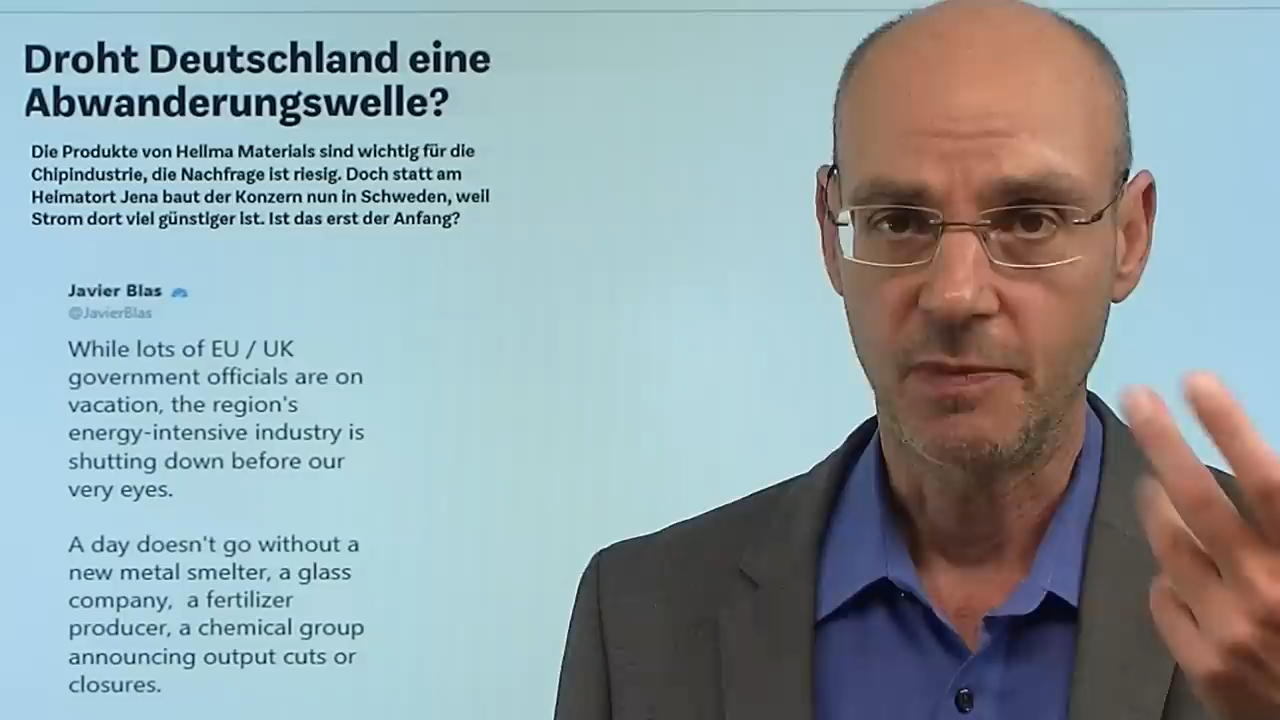 Droht Deutschland eine
Abwanderungswelle?
Die Produkte von Hellma Materials sind wichtig für die
Chipindustrie, die Nachfrage ist riesig. Doch statt am
Heimatort Jena baut der Konzern nun in Schweden, weil
Strom dort viel günstiger ist. Ist das erst der Anfang?
Javier Blas
@JavierBlas
While lots of EU / UK
government officials are on
vacation, the region's
energy-intensive industry is
shutting down before our
very eyes.
A day doesn't go without a
new metal smelter, a glass
company, a fertilizer
producer, a chemical group
announcing output cuts or
closures.